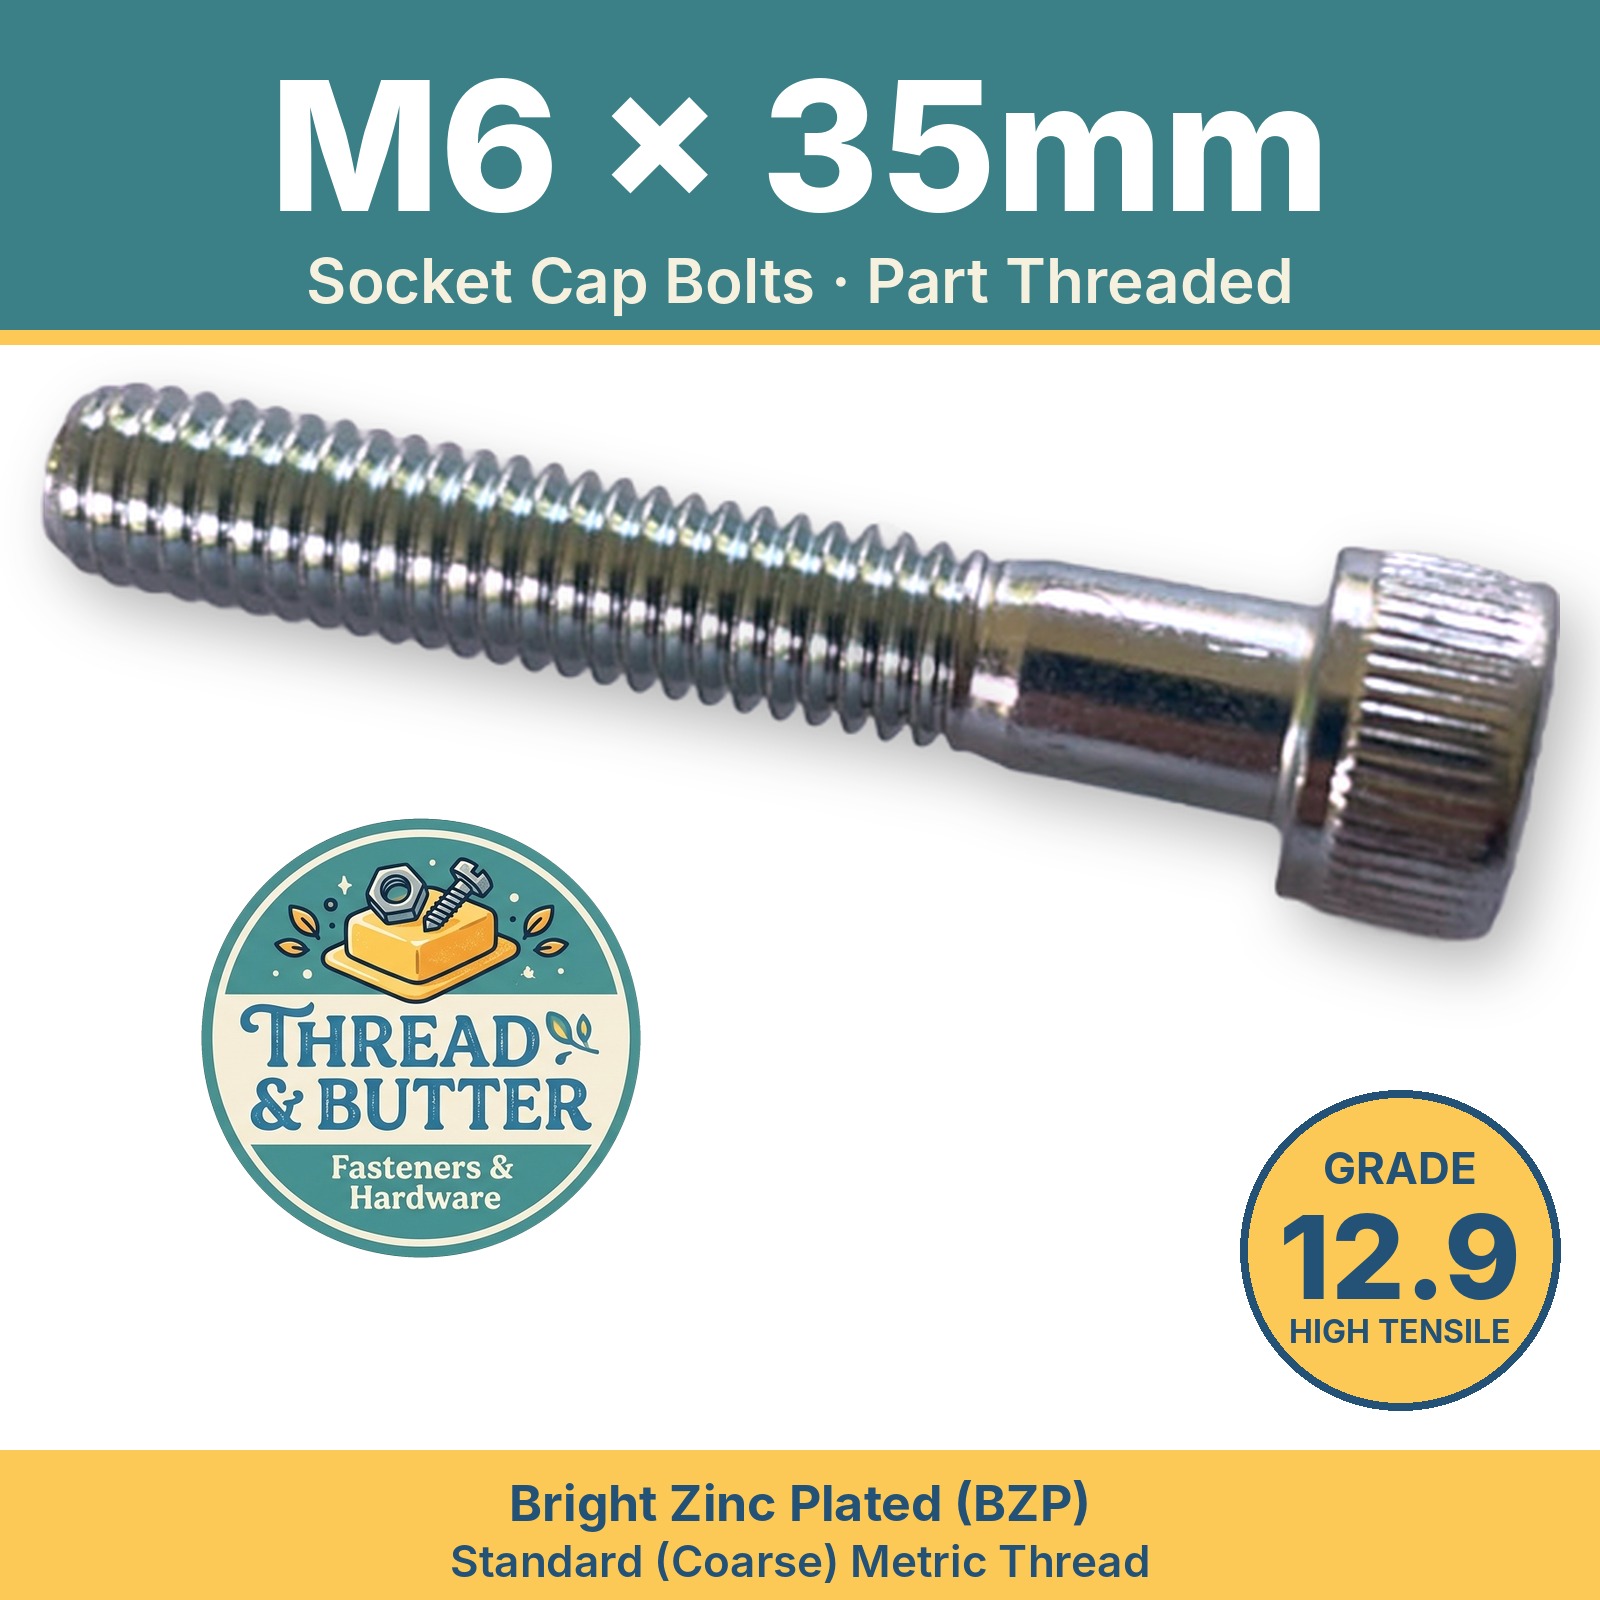 M6 × 35mm
Socket Cap Bolts · Part Threaded
THREAD
& BUTTER
Fasteners &
Hardware
GRADE
12.9
HIGH TENSILE
Bright Zinc Plated (BZP)
Standard (Coarse) Metric Thread